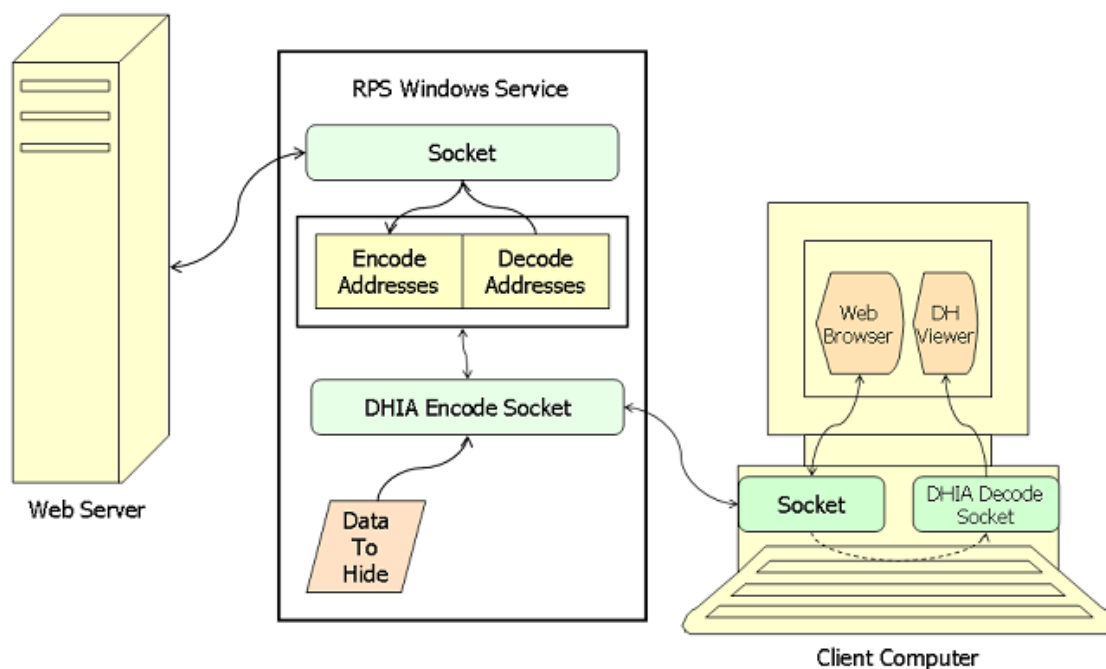 RPS Windows Service
Socket
Encode
Addresses
Decode
Addresses
DHIA Encode Socket
Data
To
Hide
Web Server
Web
Browser
DH
Viewer
Socket
DHIA Decode
Socket
Client Computer